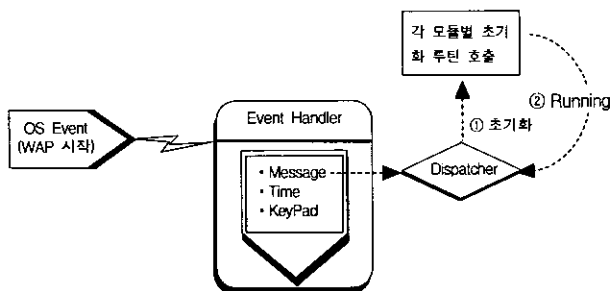 각 모듈별 초기
화 루틴 호출
② Running
OS Event
(WAP 시작)
Event Handler
① 초기화
• Message
• Time
• KeyPad
Dispatcher